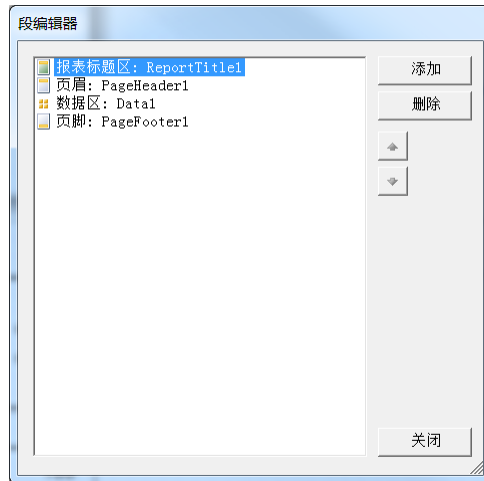 段编辑器
报表标题区: ReportTitle1
页眉: PageHeader1
数据区: Data1
页脚: PageFooter1
添加
删除
关闭